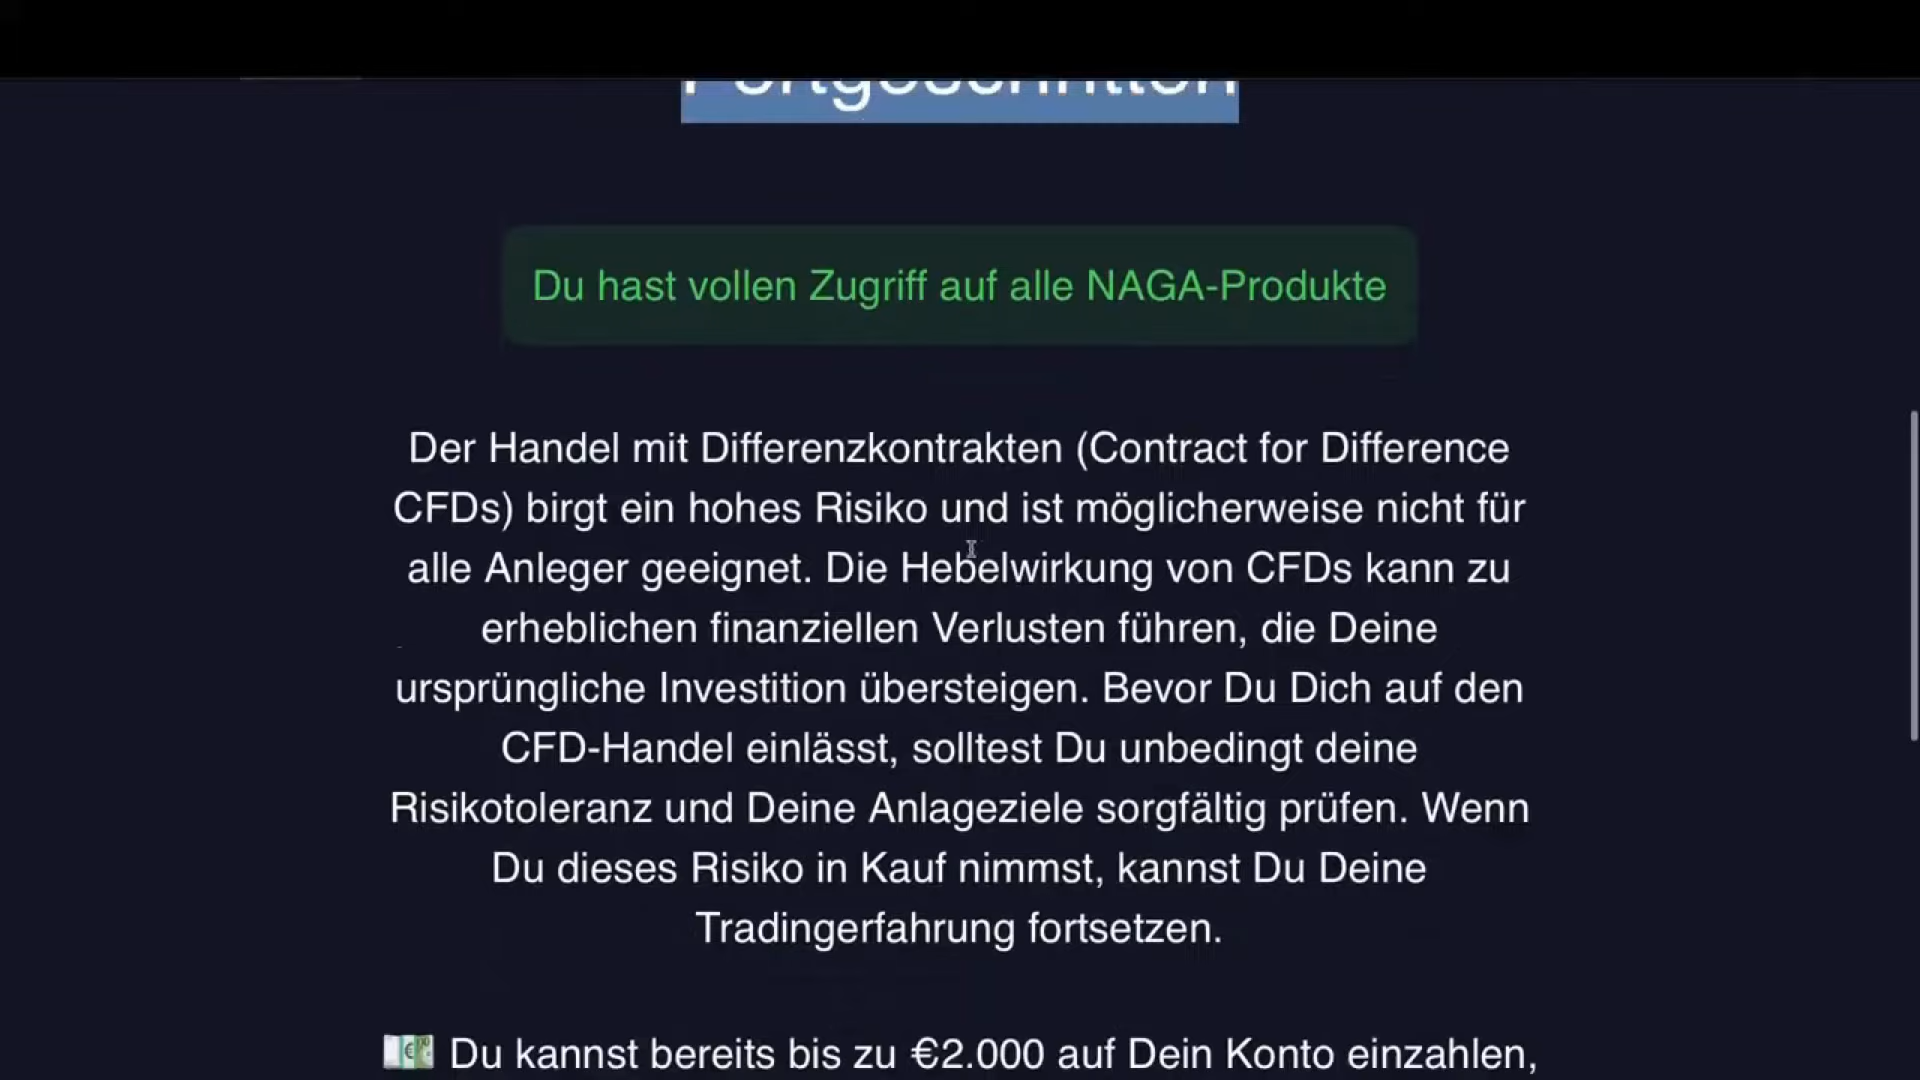 Fortgeschritten
Du hast vollen Zugriff auf alle NAGA-Produkte
Der Handel mit Differenzkontrakten (Contract for Difference
CFDs) birgt ein hohes Risiko und ist möglicherweise nicht für
alle Anleger geeignet. Die Hebelwirkung von CFDs kann zu
erheblichen finanziellen Verlusten führen, die Deine
ursprüngliche Investition übersteigen. Bevor Du Dich auf den
CFD-Handel einlässt, solltest Du unbedingt deine
Risikotoleranz und Deine Anlageziele sorgfältig prüfen. Wenn
Du dieses Risiko in Kauf nimmst, kannst Du Deine
Tradingerfahrung fortsetzen.
💶 Du kannst bereits bis zu €2.000 auf Dein Konto einzahlen,